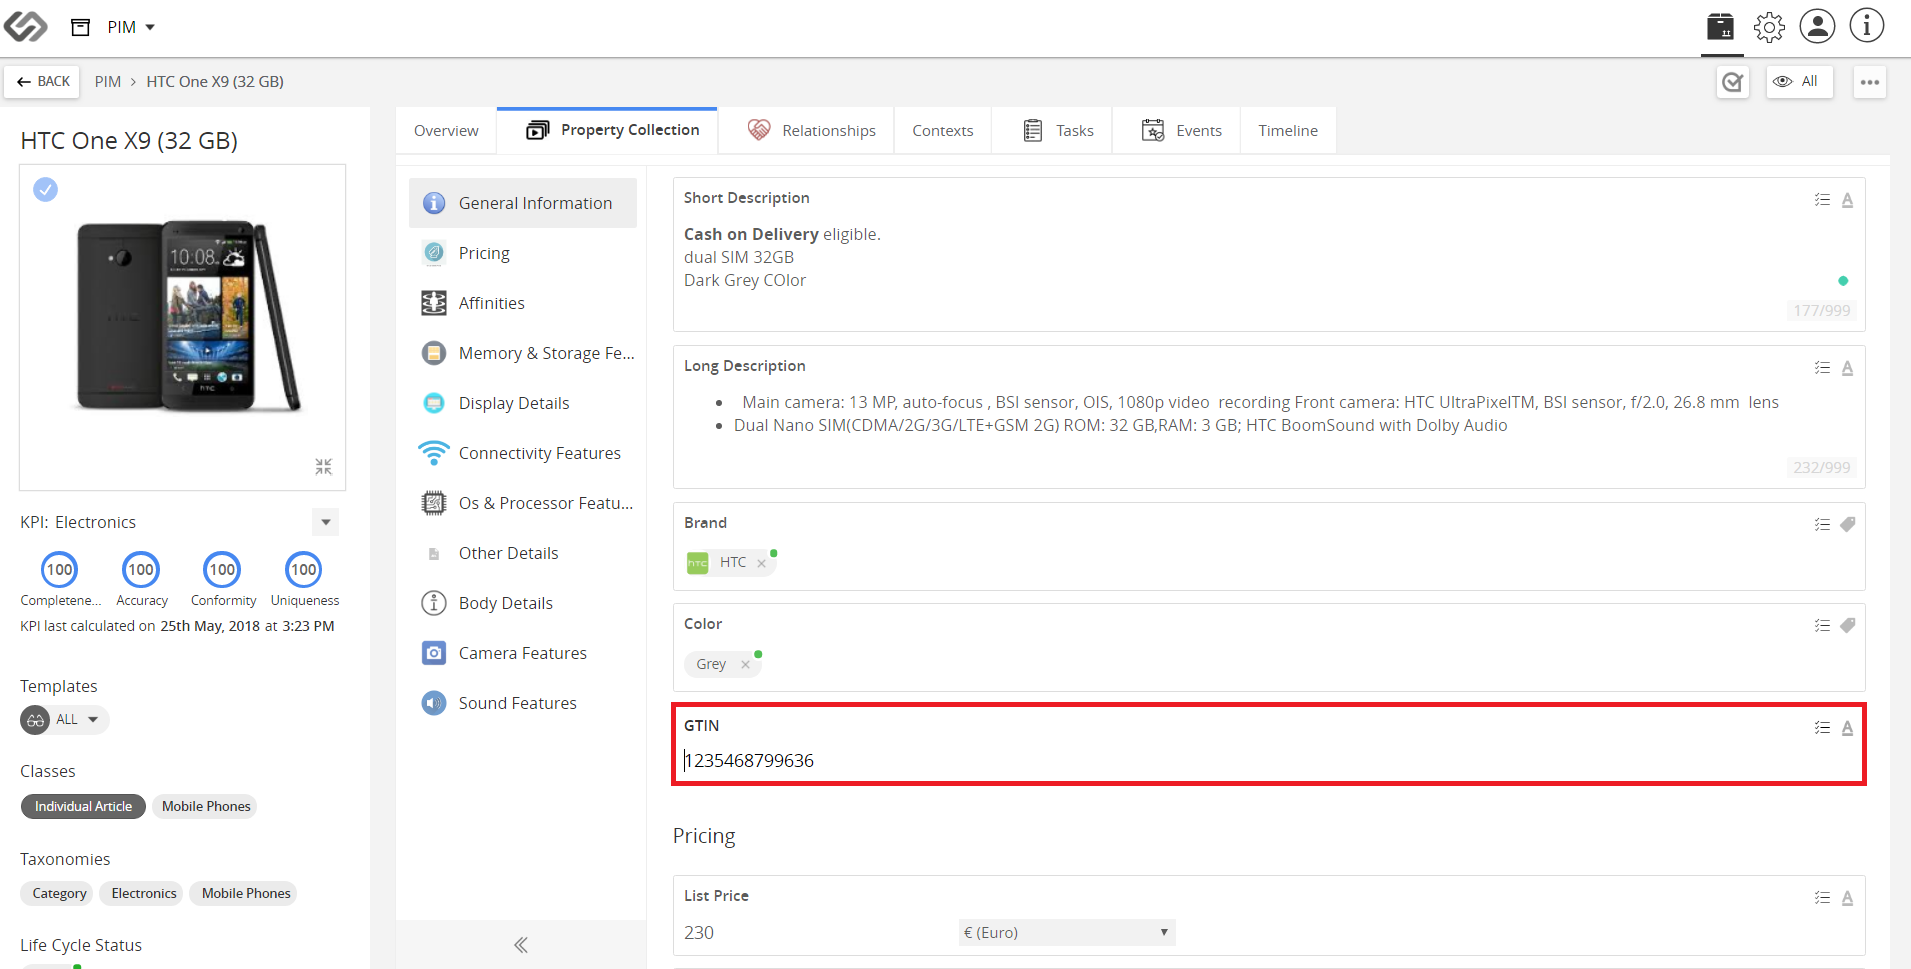 PIM
BACK
PIM > HTC One X9 (32 GB)
All
HTC One X9 (32 GB)
10:08
hTC
KPI: Electronics
100 100 100 100
Completene... Accuracy Conformity Uniqueness
KPI last calculated on 25th May, 2018 at 3:23 PM
Templates
ALL
Classes
Individual Article Mobile Phones
Taxonomies
Category Electronics Mobile Phones
Life Cycle Status
Overview Property Collection Relationships Contexts Tasks Events Timeline
General Information
Pricing
Affinities
Memory & Storage Fe...
Display Details
Connectivity Features
Os & Processor Featu...
Other Details
Body Details
Camera Features
Sound Features
Short Description
Cash on Delivery eligible.
dual SIM 32GB
Dark Grey COlor
177/999
Long Description
Main camera: 13 MP, auto-focus , BSI sensor, OIS, 1080p video recording Front camera: HTC UltraPixelTM, BSI sensor, f/2.0, 26.8 mm lens
Dual Nano SIM(CDMA/2G/3G/LTE+GSM 2G) ROM: 32 GB,RAM: 3 GB; HTC BoomSound with Dolby Audio
232/999
Brand
hTC HTC
Color
Grey
GTIN
1235468799636
Pricing
List Price
230 € (Euro)